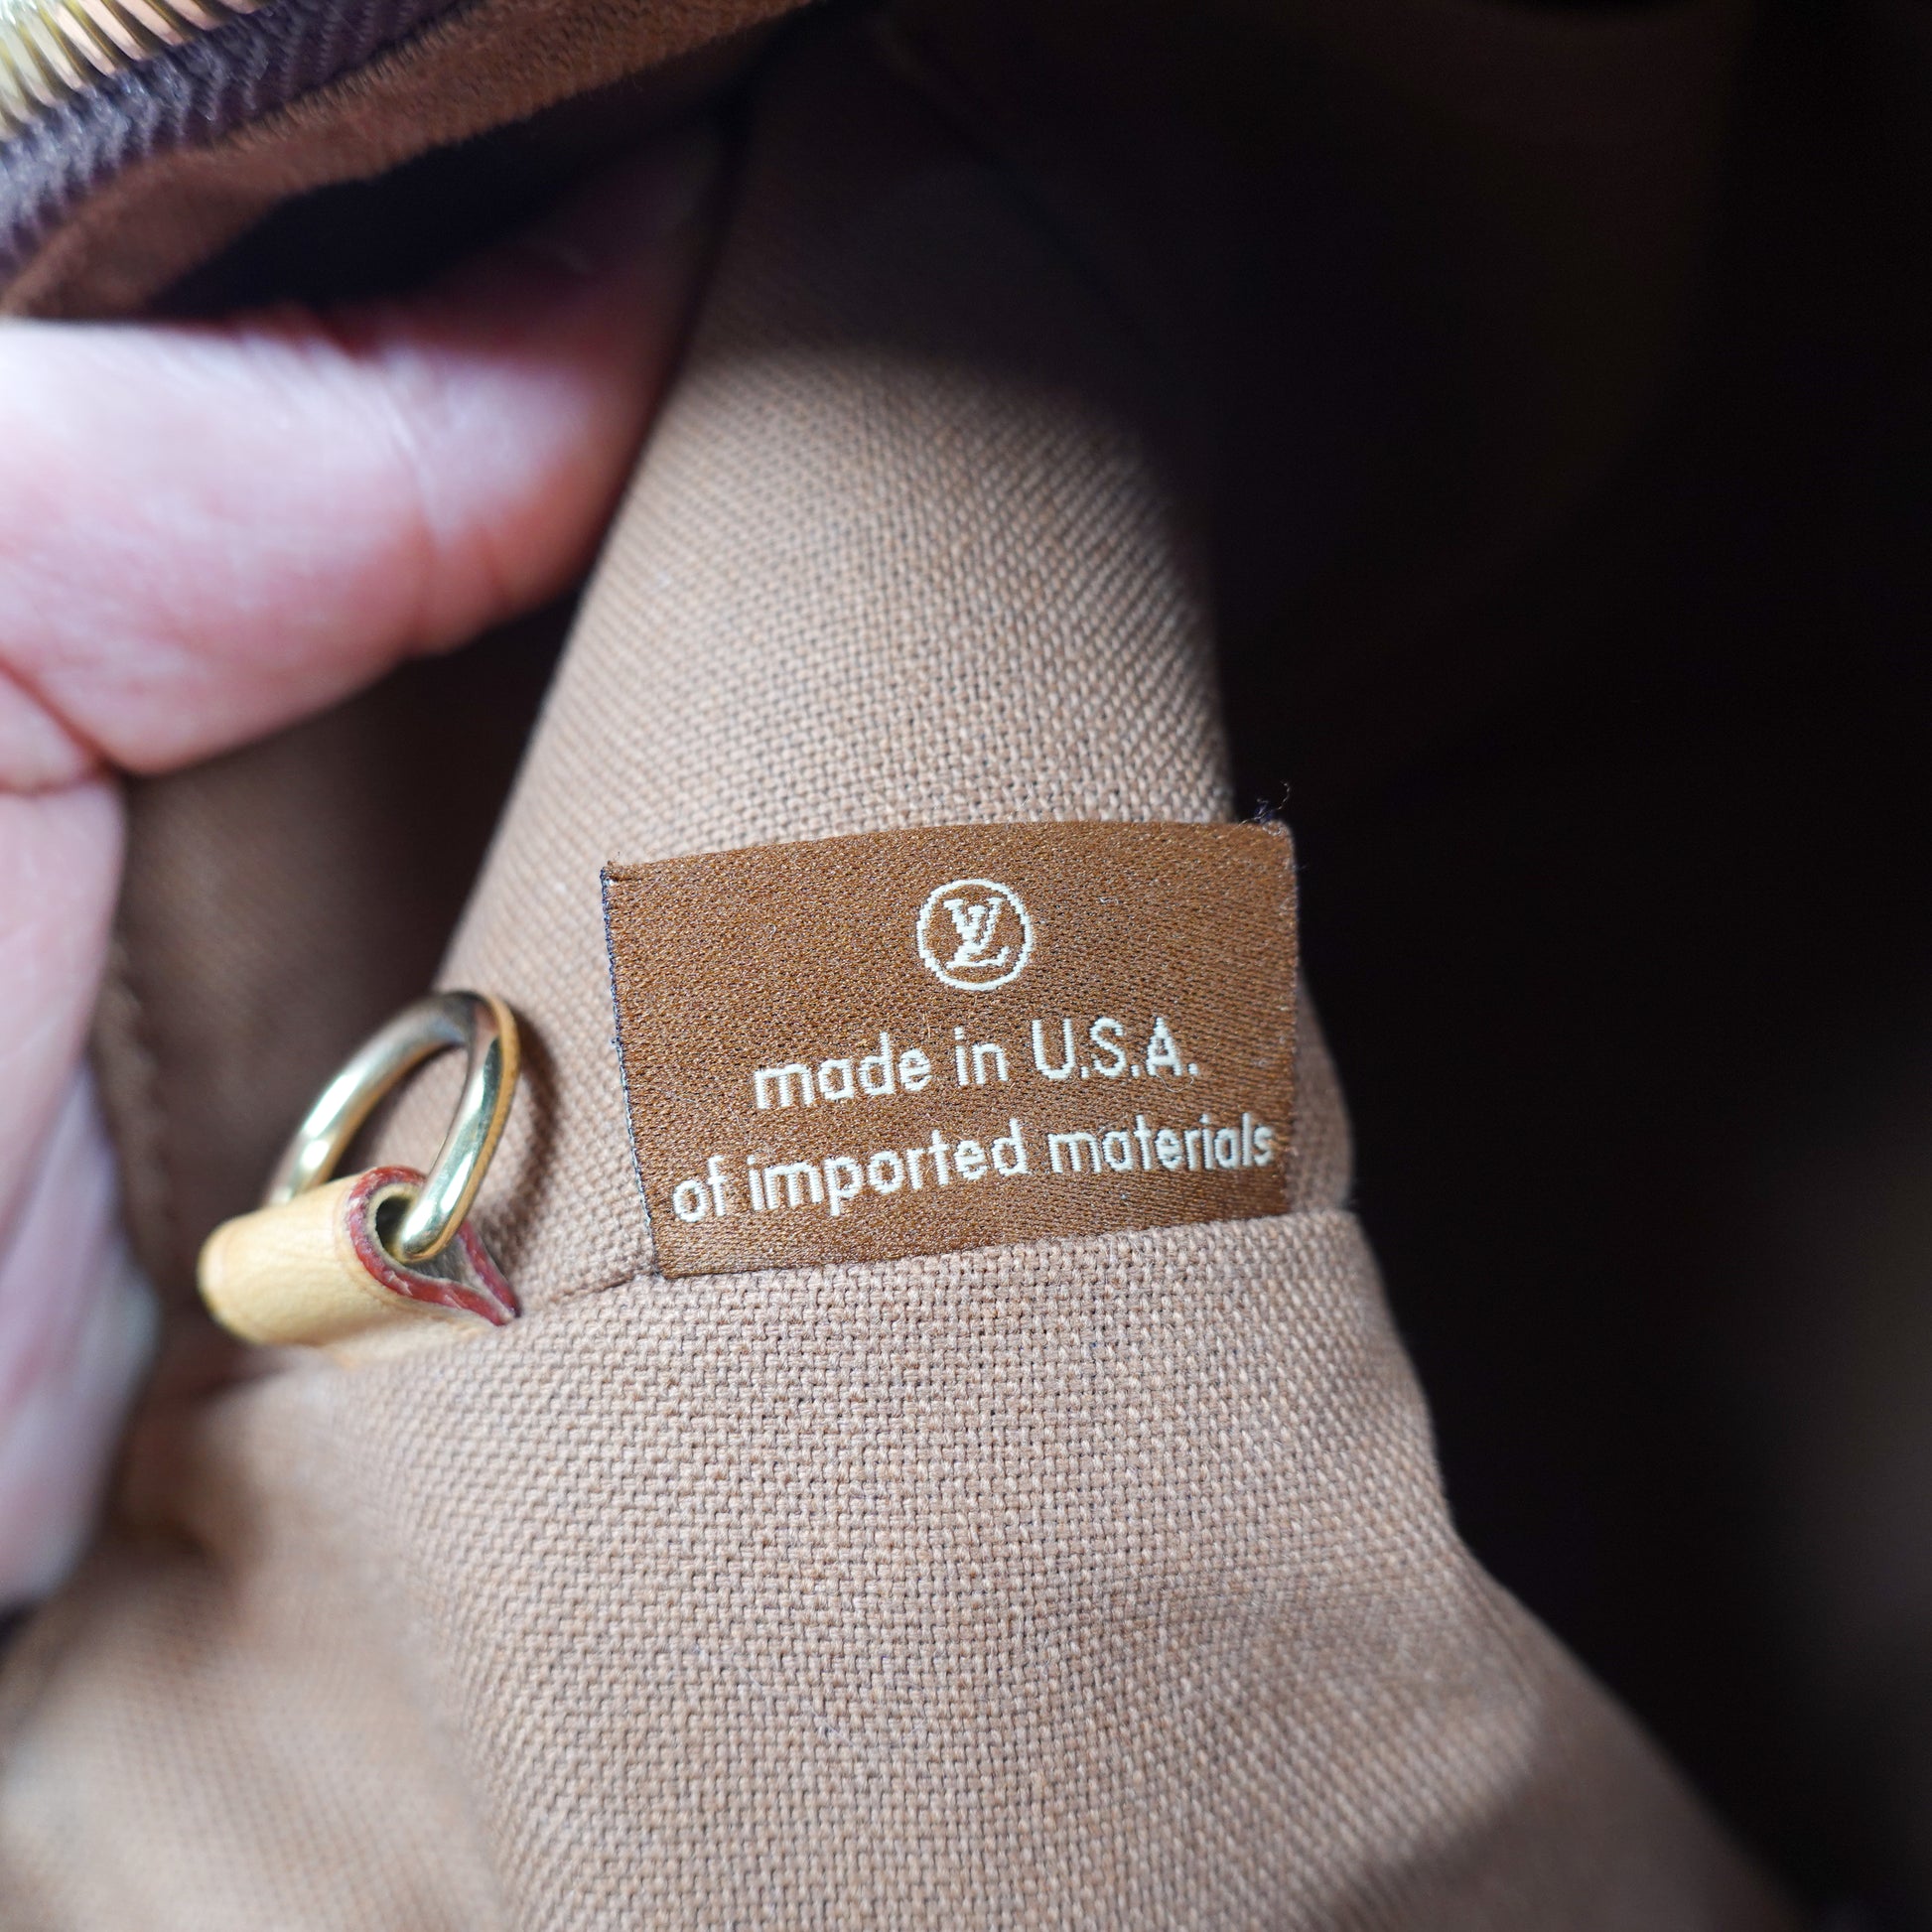 LV
made in U.S.A.
of imported materials